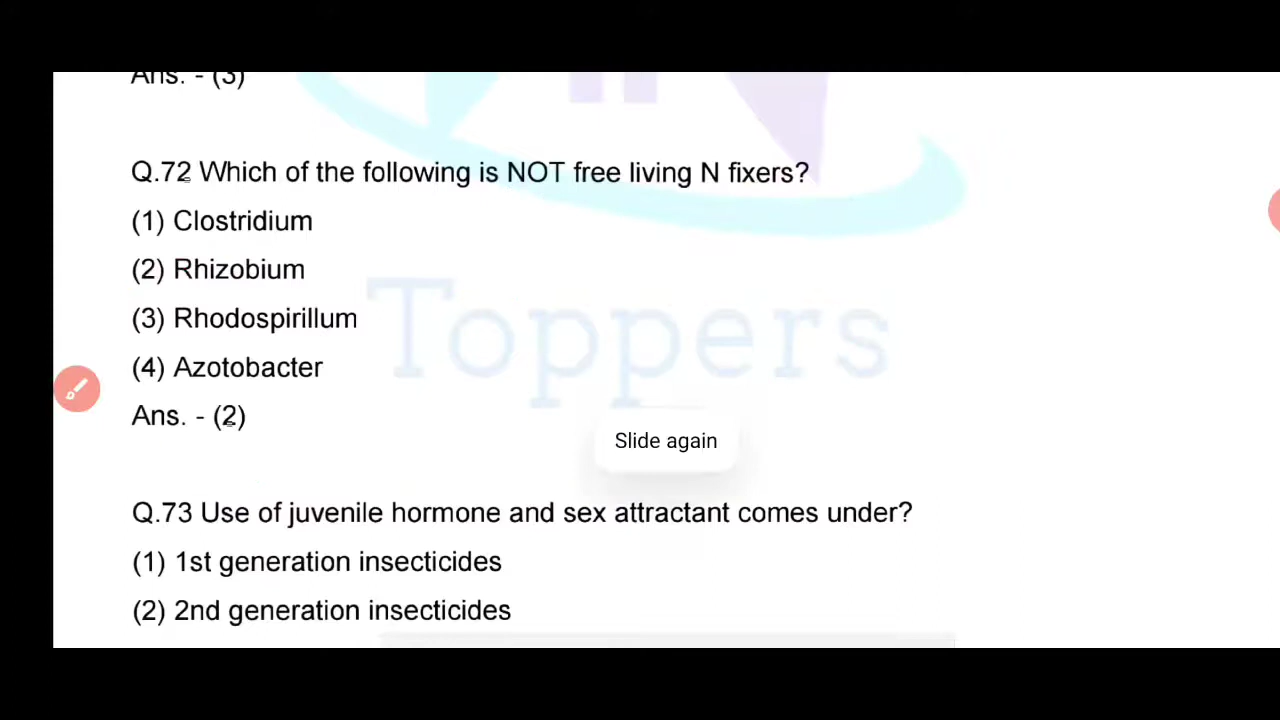 Ans. - (3)
Q.72 Which of the following is NOT free living N fixers?
(1) Clostridium
(2) Rhizobium
(3) Rhodospirillum
(4) Azotobacter
Toppers
Ans. - (2)
Slide again
Q.73 Use of juvenile hormone and sex attractant comes under?
(1) 1st generation insecticides
(2) 2nd generation insecticides